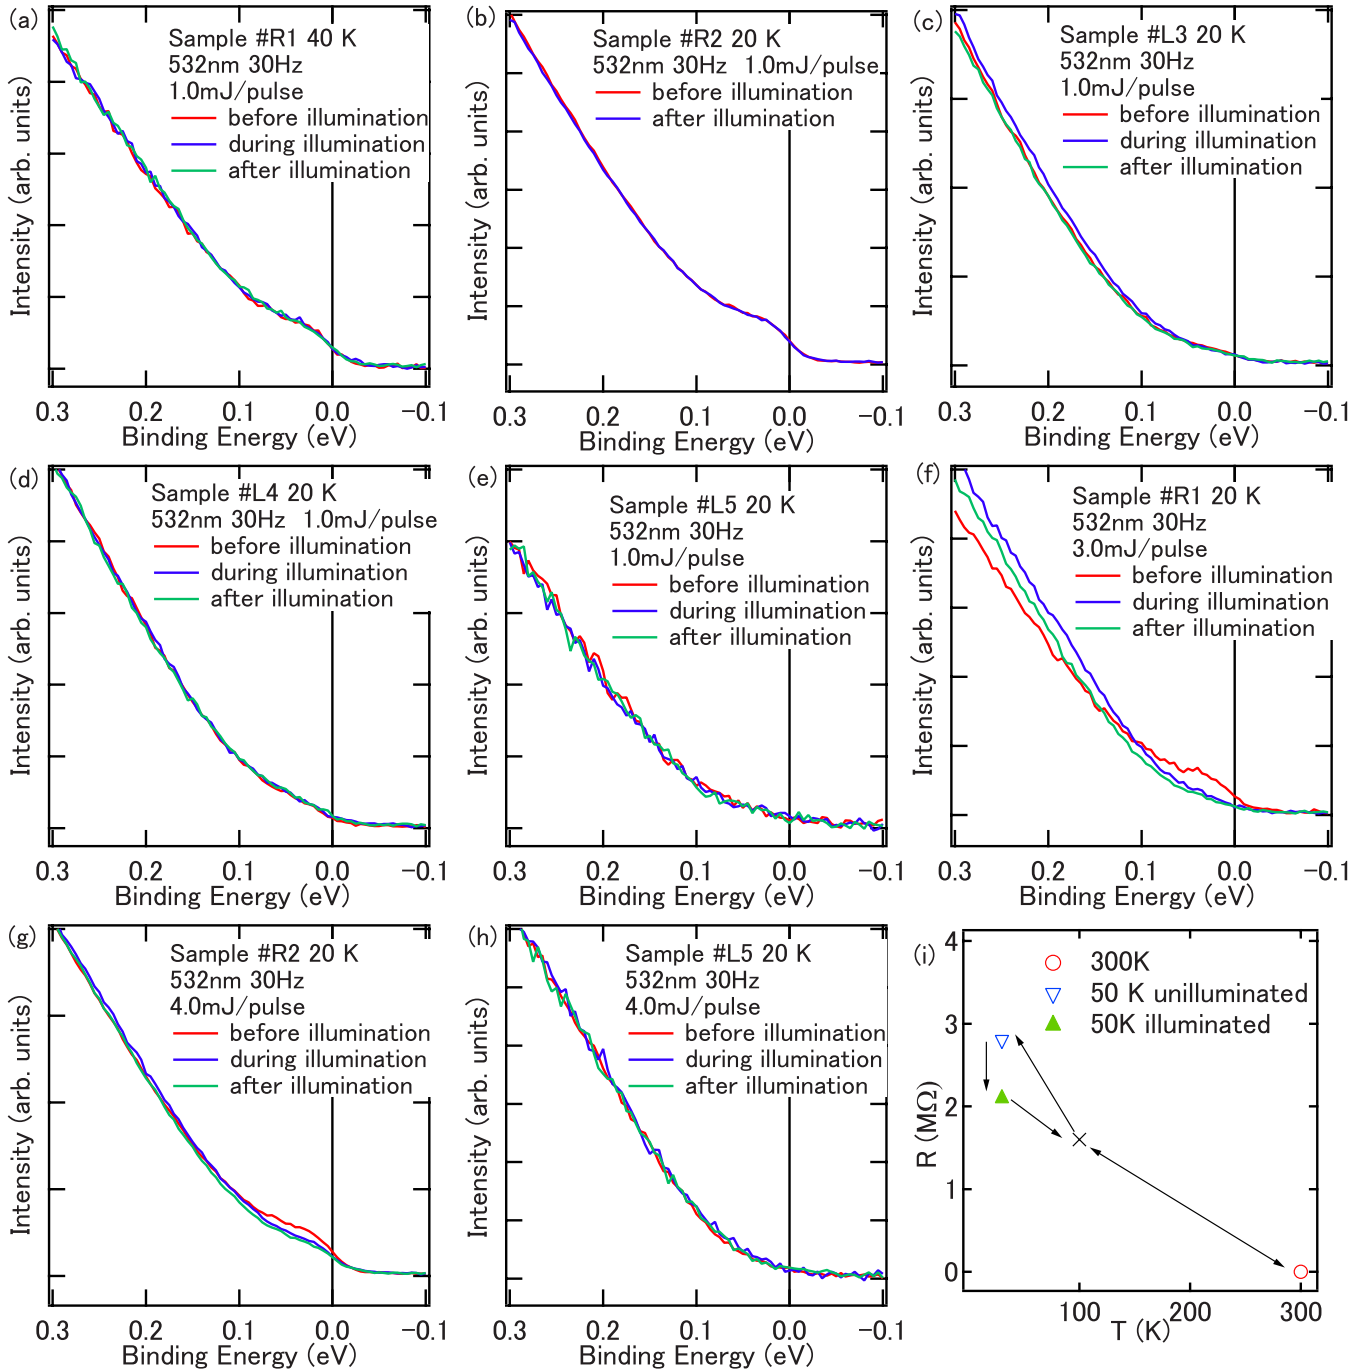 (a)
Sample #R1 40 K
532nm 30Hz
1.0mJ/pulse
before illumination
during illumination
after illumination
Intensity (arb. units)
0.3 0.2 0.1 0.0 −0.1
Binding Energy (eV)
(b)
Sample #R2 20 K
532nm 30Hz 1.0mJ/pulse
before illumination
after illumination
Intensity (arb. units)
0.3 0.2 0.1 0.0 −0.1
Binding Energy (eV)
(c)
Sample #L3 20 K
532nm 30Hz
1.0mJ/pulse
before illumination
during illumination
after illumination
Intensity (arb. units)
0.3 0.2 0.1 0.0 −0.1
Binding Energy (eV)
(d)
Sample #L4 20 K
532nm 30Hz 1.0mJ/pulse
before illumination
during illumination
after illumination
Intensity (arb. units)
0.3 0.2 0.1 0.0 −0.1
Binding Energy (eV)
(e)
Sample #L5 20 K
532nm 30Hz
1.0mJ/pulse
before illumination
during illumination
after illumination
Intensity (arb. units)
0.3 0.2 0.1 0.0 −0.1
Binding Energy (eV)
(f)
Sample #R1 20 K
532nm 30Hz
3.0mJ/pulse
before illumination
during illumination
after illumination
Intensity (arb. units)
0.3 0.2 0.1 0.0 −0.1
Binding Energy (eV)
(g)
Sample #R2 20 K
532nm 30Hz
4.0mJ/pulse
before illumination
during illumination
after illumination
Intensity (arb. units)
0.3 0.2 0.1 0.0 −0.1
Binding Energy (eV)
(h)
Sample #L5 20 K
532nm 30Hz
4.0mJ/pulse
before illumination
during illumination
after illumination
Intensity (arb. units)
0.3 0.2 0.1 0.0 −0.1
Binding Energy (eV)
(i)
300K
50 K unilluminated
50K illuminated
R (MΩ)
4
3
2
1
0
100 200 300
T (K)